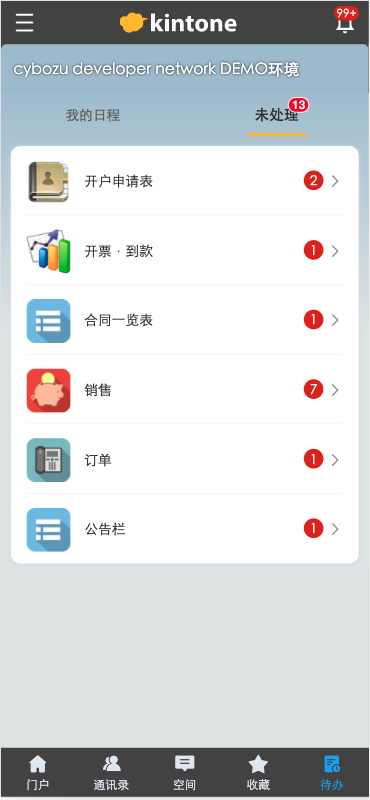 kintone
99+
cybozu developer network DEMO环境
我的日程
未处理
13
开户申请表
2
开票 · 到款
1
合同一览表
1
销售
7
订单
1
公告栏
1
门户
通讯录
空间
收藏
待办